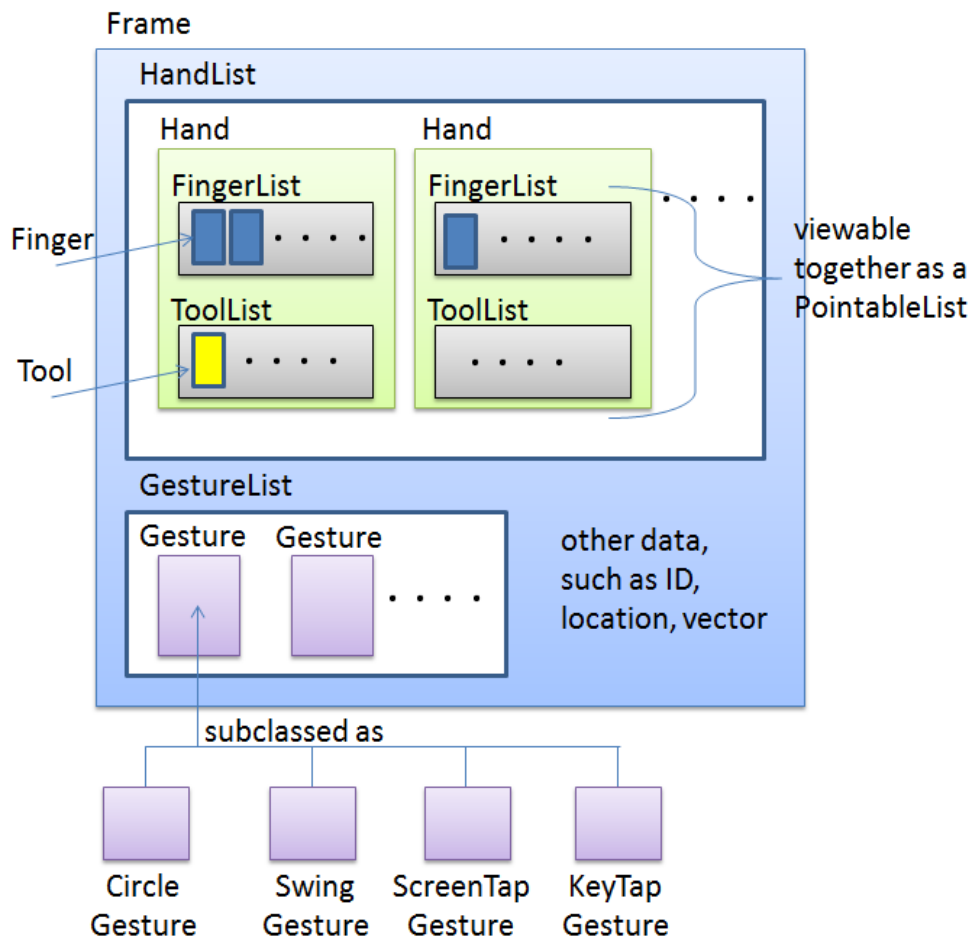 Frame
HandList
Hand
Hand
FingerList
FingerList
Finger
viewable
together as a
PointableList
ToolList
ToolList
Tool
GestureList
Gesture
Gesture
other data,
such as ID,
location, vector
subclassed as
Circle
Gesture
Swing
Gesture
ScreenTap
Gesture
KeyTap
Gesture